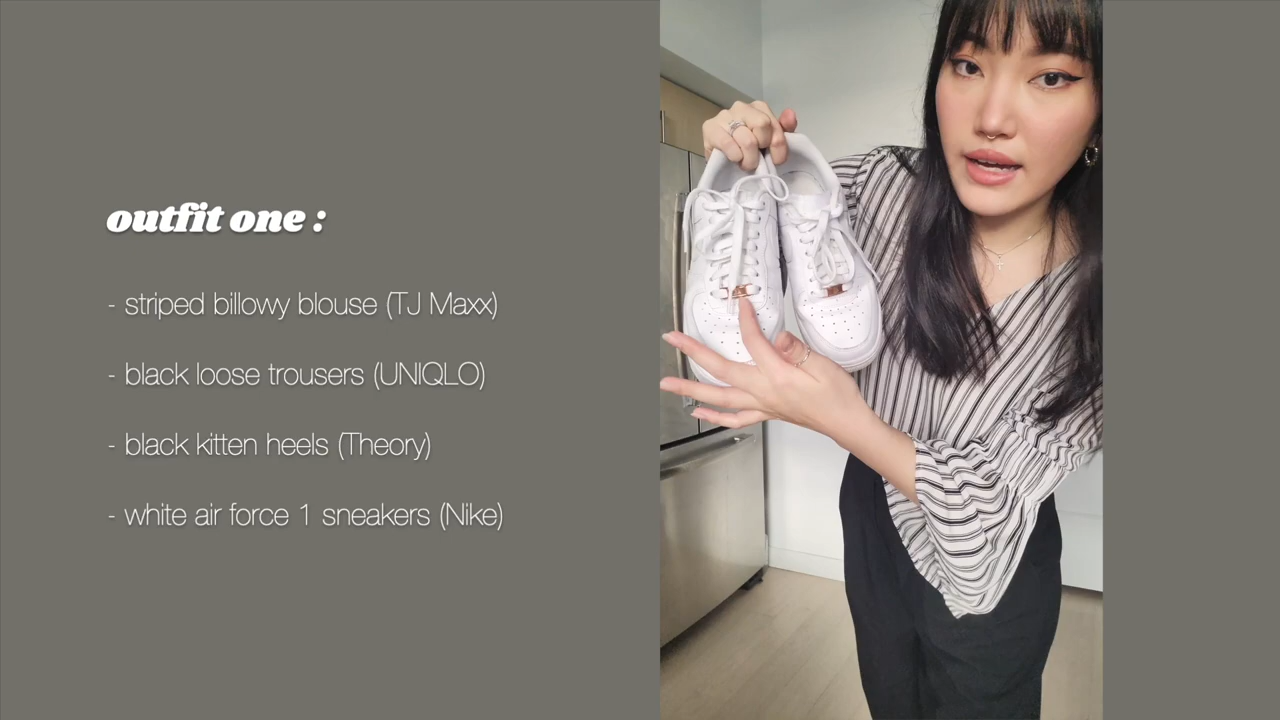 outfit one :
- striped billowy blouse (TJ Maxx)
- black loose trousers (UNIQLO)
- black kitten heels (Theory)
- white air force 1 sneakers (Nike)